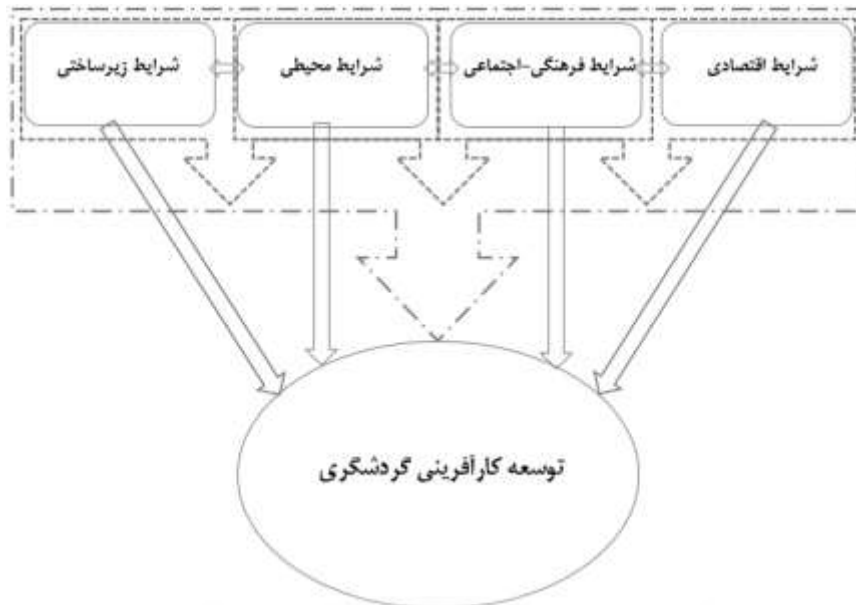 شرایط اقتصادی
شرایط فرهنگی-اجتماعی
شرایط محیطی
شرایط زیرساختی
توسعه کارآفرینی گردشگری